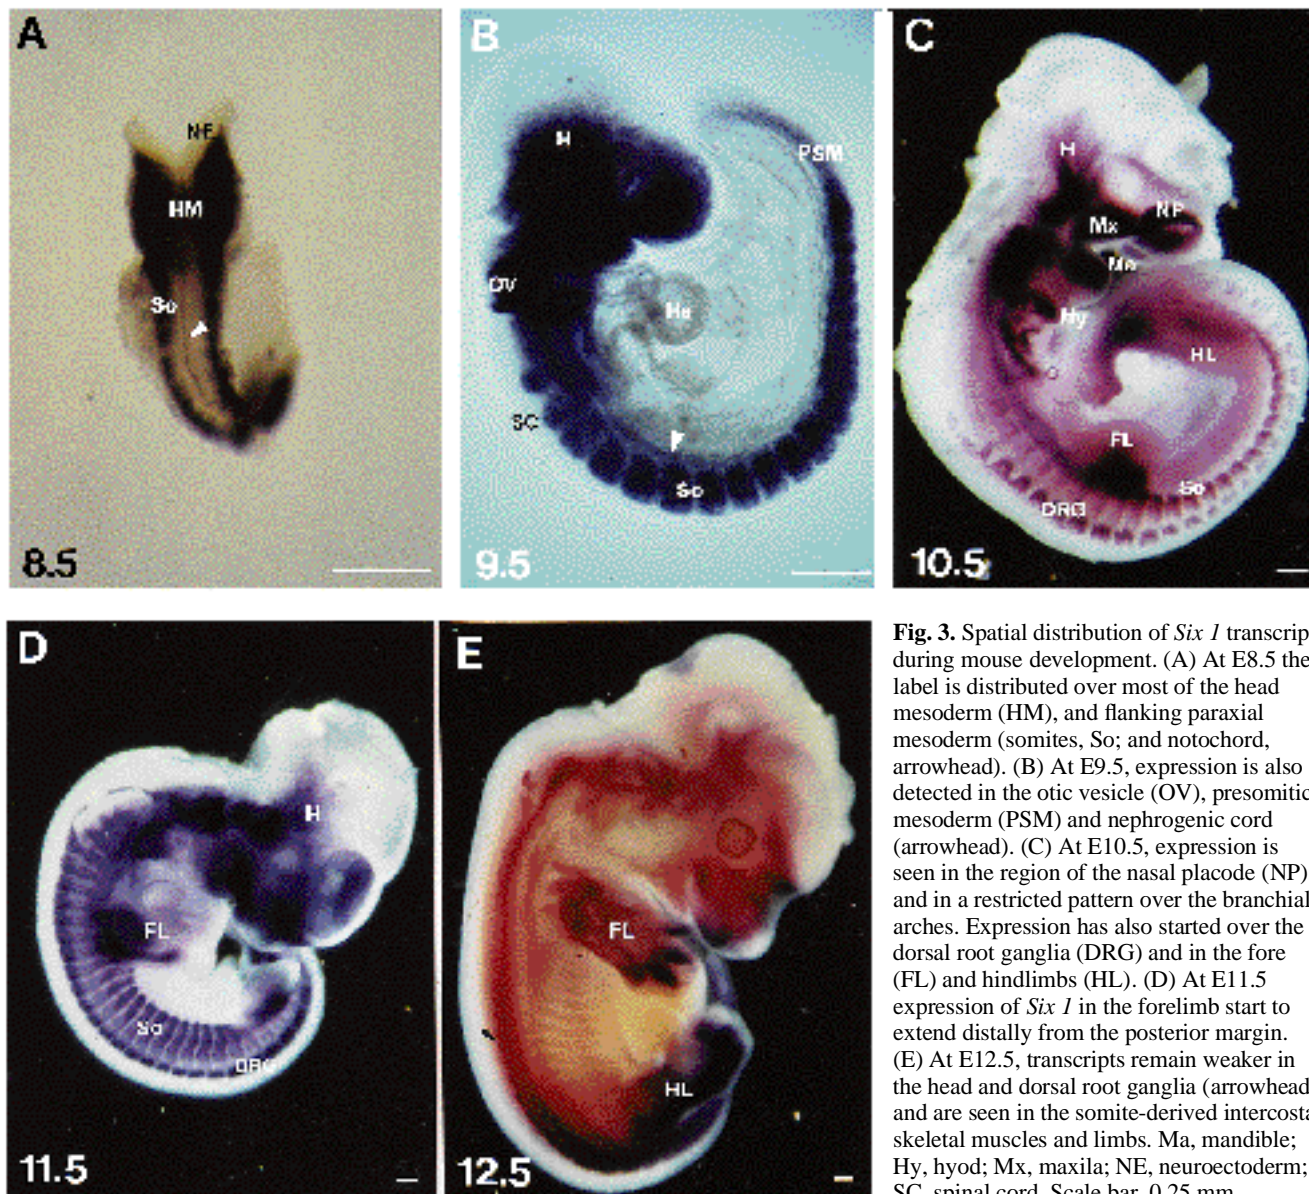 A
NE
HM
So
8.5
B
H
PSM
OV
He
SC
So
9.5
C
H
NP
Mx
Ma
Hy
HL
FL
So
DRG
10.5
D
H
FL
So
DRG
11.5
E
FL
HL
12.5
Fig. 3. Spatial distribution of Six 1 transcrip
during mouse development. (A) At E8.5 the
label is distributed over most of the head
mesoderm (HM), and flanking paraxial
mesoderm (somites, So; and notochord,
arrowhead). (B) At E9.5, expression is also
detected in the otic vesicle (OV), presomitic
mesoderm (PSM) and nephrogenic cord
(arrowhead). (C) At E10.5, expression is
seen in the region of the nasal placode (NP)
and in a restricted pattern over the branchial
arches. Expression has also started over the
dorsal root ganglia (DRG) and in the fore
(FL) and hindlimbs (HL). (D) At E11.5
expression of Six 1 in the forelimb start to
extend distally from the posterior margin.
(E) At E12.5, transcripts remain weaker in
the head and dorsal root ganglia (arrowhead
and are seen in the somite-derived intercosta
skeletal muscles and limbs. Ma, mandible;
Hy, hyod; Mx, maxila; NE, neuroectoderm;
SC, spinal cord. Scale bar, 0.25 mm